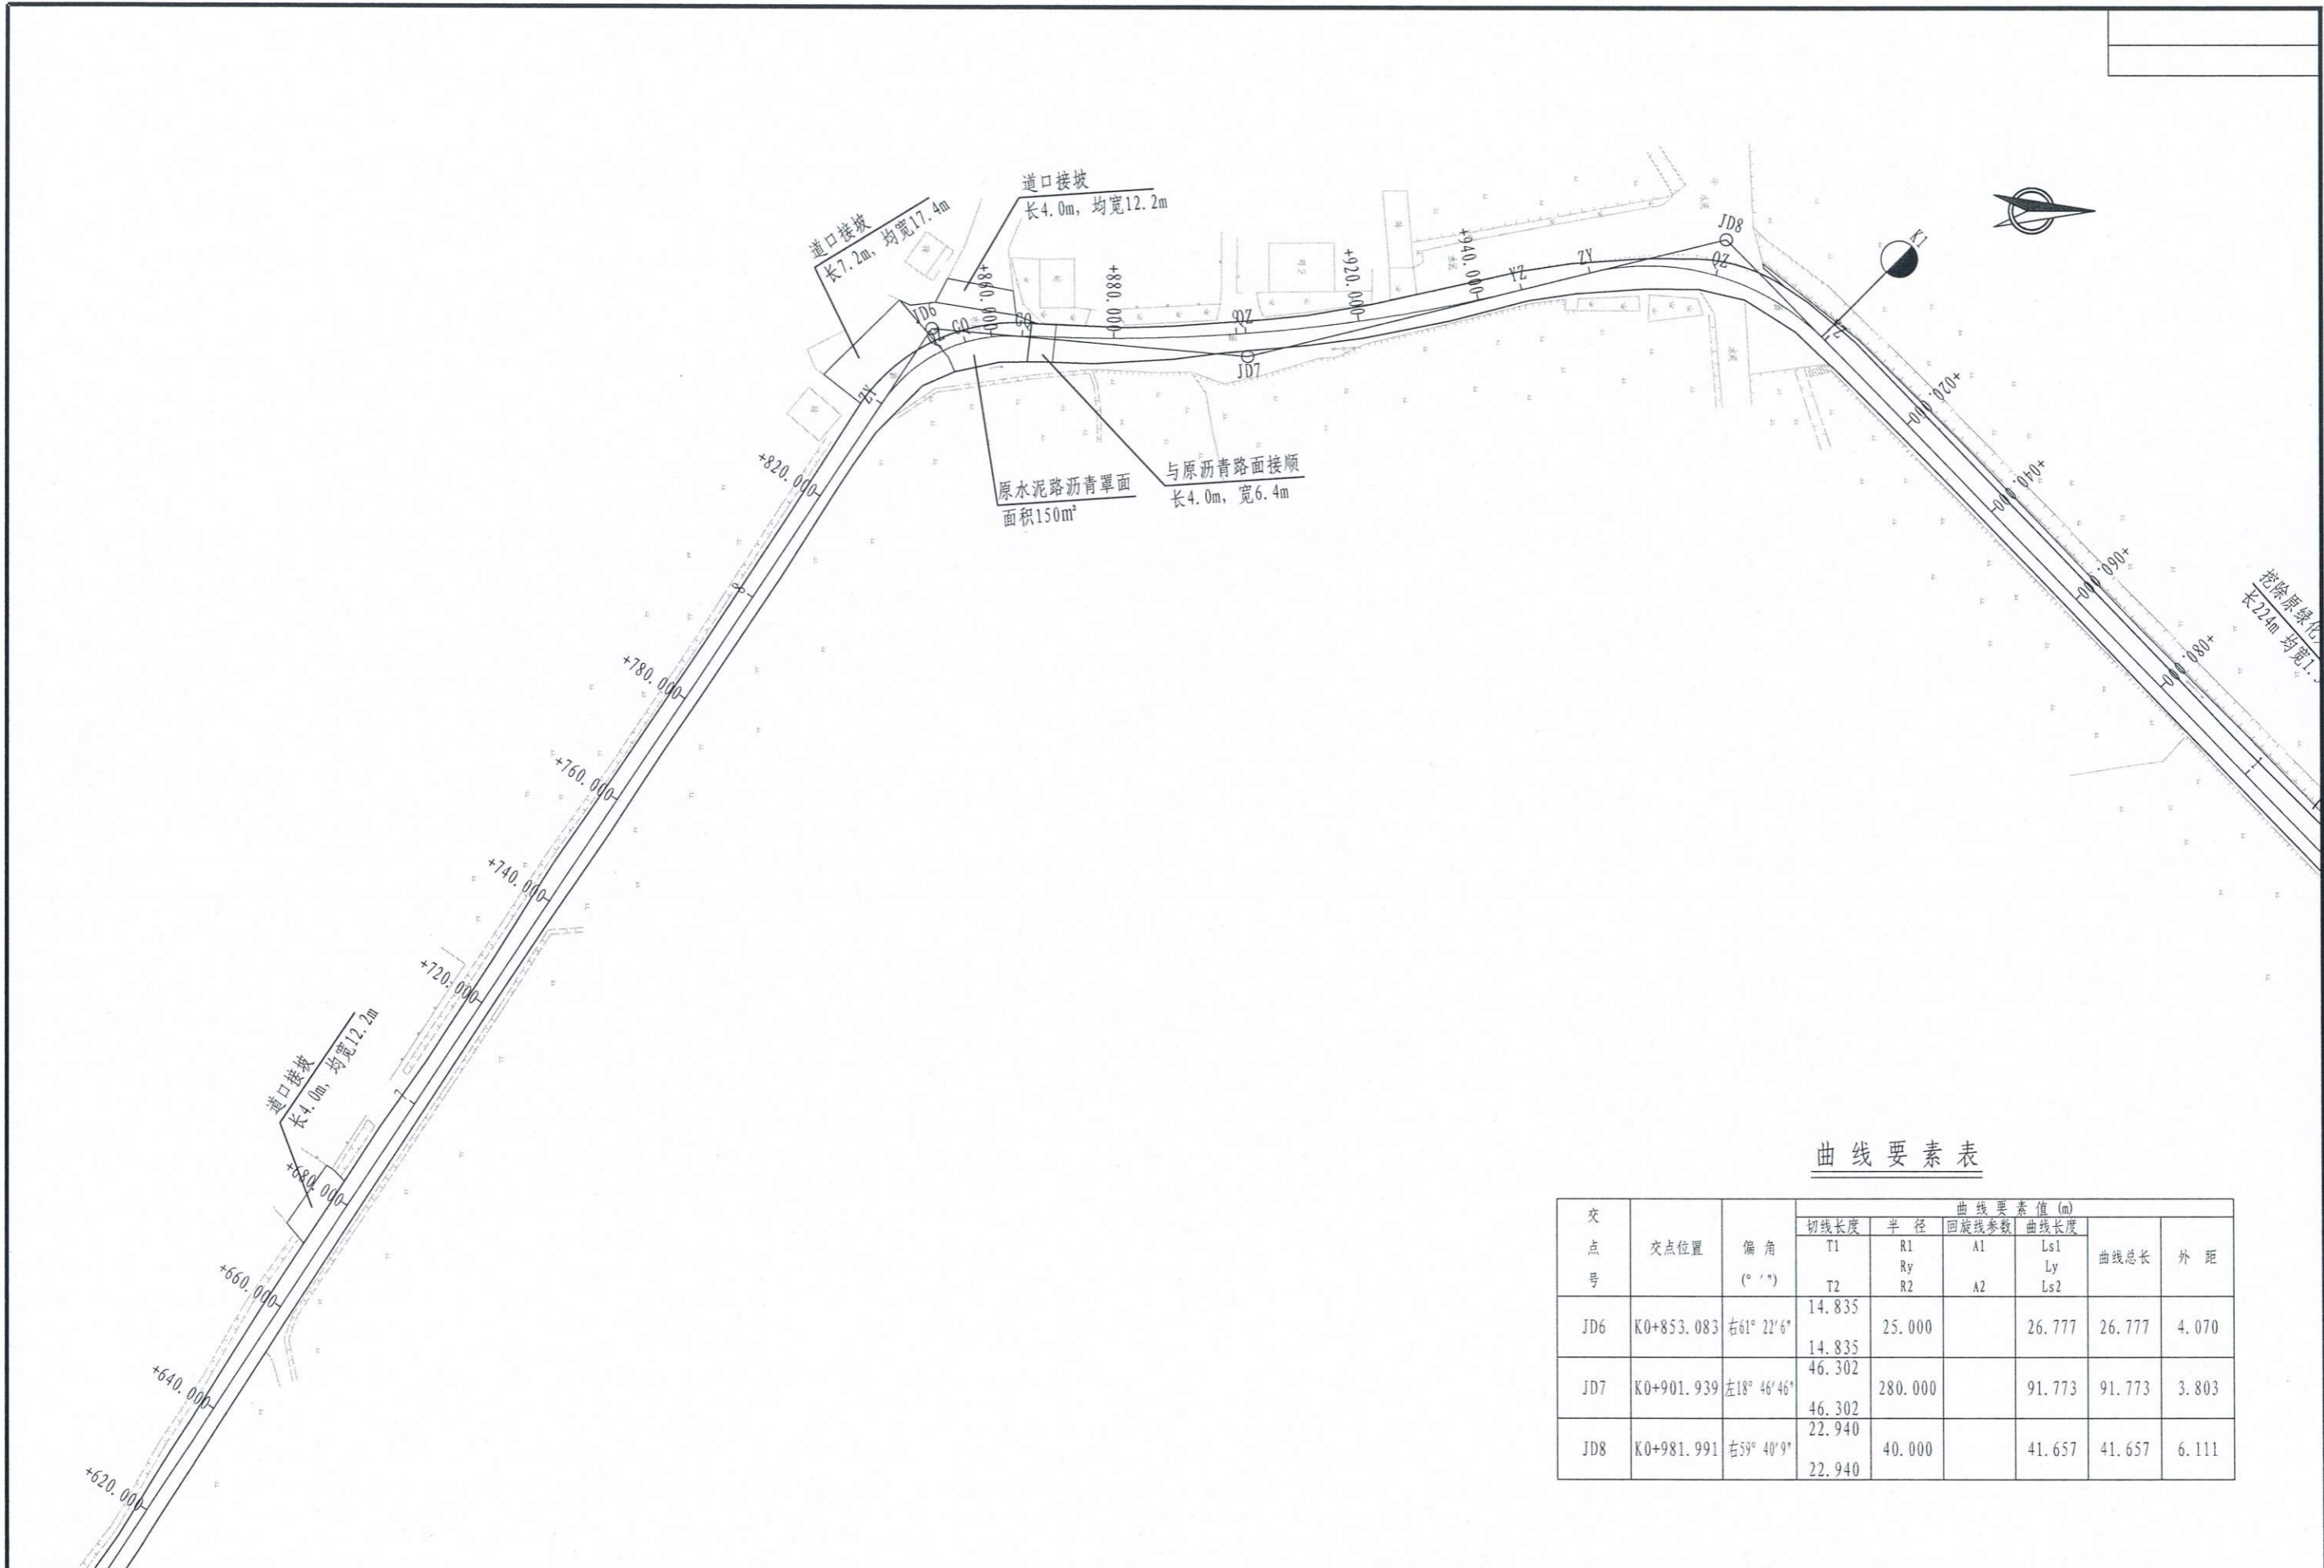 道口接坡
长4.0m, 均宽12.2m
道口接坡
长7.2m, 均宽17.4m
JD8
K1
+940.000
+920.000
+880.000
+860.000
JD6
QZ
GQ
GQ
QZ
YZ
ZY
QZ
YZ
9
JD7
ZY
+020.000
+040.000
+060.000
+080.000
1
+820.000
8
+780.000
+760.000
+740.000
+720.000
7
+680.000
+660.000
+640.000
+620.000
原水泥路沥青罩面
面积150m²
与原沥青路面接顺
长4.0m, 宽6.4m
挖除原绿化
长224m 均宽1.
道口接坡
长4.0m, 均宽12.2m
曲线要素表
交点号 交点位置 偏角 (° ′ ″) 曲线要素值(m)
切线长度 半径 回旋线参数 曲线长度 曲线总长 外距
T1 R1 A1 Ls1
Ry Ly
T2 R2 A2 Ls2
14.835
JD6 K0+853.083 右61°22′6″ 25.000 26.777 26.777 4.070
14.835
46.302
JD7 K0+901.939 左18°46′46″ 280.000 91.773 91.773 3.803
46.302
22.940
JD8 K0+981.991 右59°40′9″ 40.000 41.657 41.657 6.111
22.940